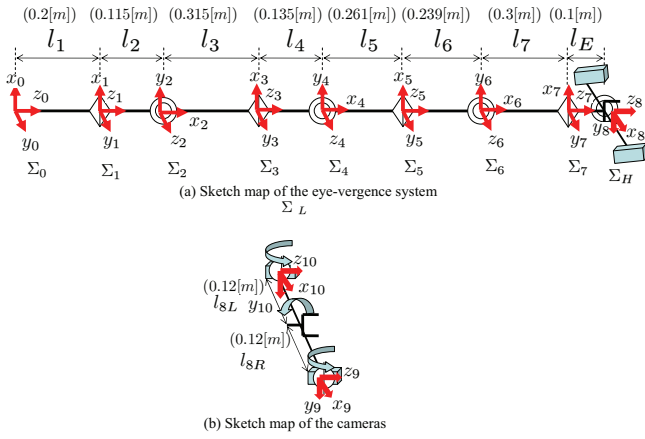 (0.2[m]) (0.115[m]) (0.315[m]) (0.135[m]) (0.261[m]) (0.239[m]) (0.3[m]) (0.1[m])
l₁ l₂ l₃ l₄ l₅ l₆ l₇ l_E
x₀ x₁ y₂ x₃ y₄ x₅ y₆ x₇
z₀ z₁ x₂ z₃ x₄ z₅ x₆ z₇ z₈
y₀ y₁ z₂ y₃ z₄ y₅ z₆ y₇ y₈ x₈
Σ₀ Σ₁ Σ₂ Σ₃ Σ₄ Σ₅ Σ₆ Σ₇ Σ_H
(a) Sketch map of the eye-vergence system
Σ_L
z₁₀
x₁₀
(0.12[m])
l₈L y₁₀
(0.12[m])
l₈R
z₉
y₉ x₉
(b) Sketch map of the cameras